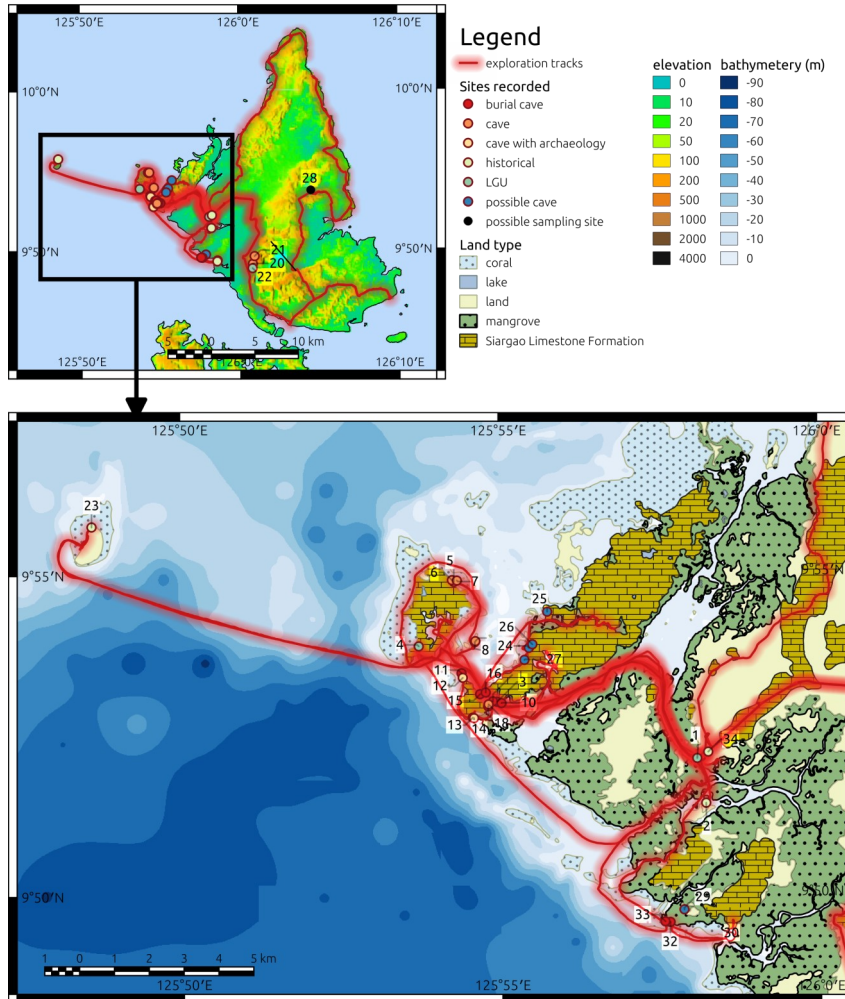 125°50′E 126°0′E 126°10′E
10°0′N 10°0′N
28
9°50′N 9°50′N
21
20
22
5 0 5 10 km
125°50′E 126°0′E 126°10′E
Legend
exploration tracks
Sites recorded
burial cave
cave
cave with archaeology
historical
LGU
possible cave
possible sampling site
Land type
coral
lake
land
mangrove
Siargao Limestone Formation
elevation
0
10
20
50
100
200
500
1000
2000
4000
bathymetery (m)
-90
-80
-70
-60
-50
-40
-30
-20
-10
0
125°50′E 125°55′E 126°0′E
23
5
6 7
9°55′N 9°55′N
25
26
4 8 24
11 16 27
12 3
15 10
13 14 18
1 34
2
9°50′N 9°50′N
29
33
30
32
1 0 1 2 3 4 5 km
125°50′E 125°55′E 126°0′E